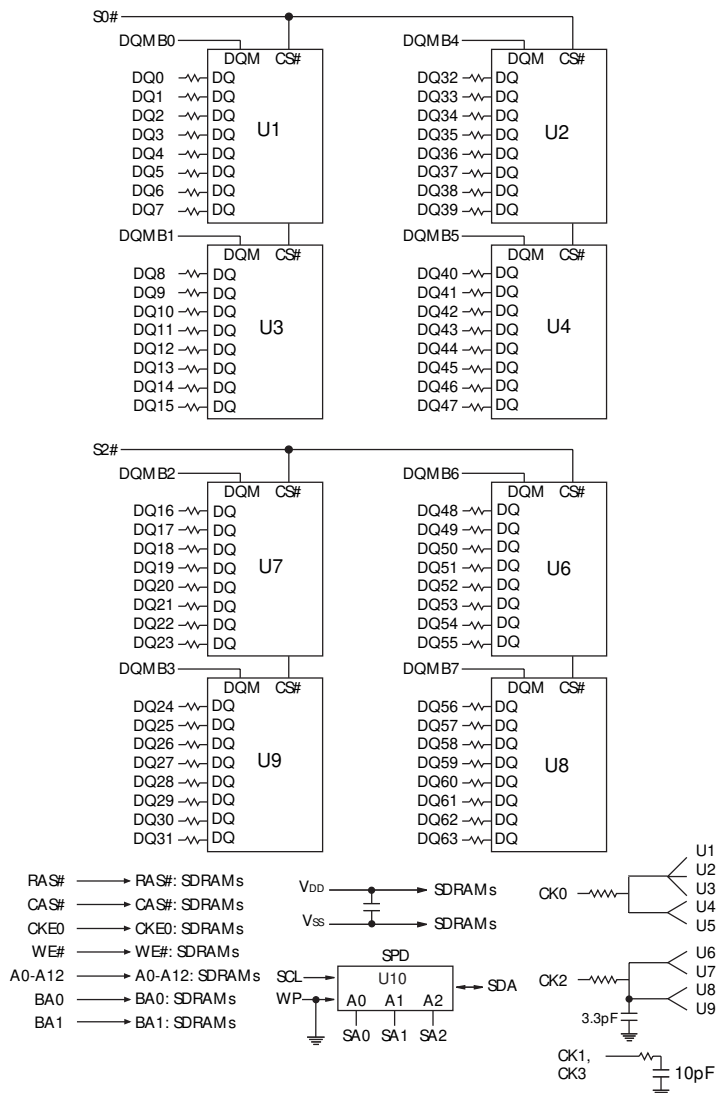 S0#
DQMB0 DQMB4
DQM CS# DQM CS#
DQ0 DQ DQ32 DQ
DQ1 DQ DQ33 DQ
DQ2 DQ DQ34 DQ
U1 U2
DQ3 DQ DQ35 DQ
DQ4 DQ DQ36 DQ
DQ5 DQ DQ37 DQ
DQ6 DQ DQ38 DQ
DQ7 DQ DQ39 DQ
DQMB1 DQMB5
DQM CS# DQM CS#
DQ8 DQ DQ40 DQ
DQ9 DQ DQ41 DQ
DQ10 DQ DQ42 DQ
DQ11 DQ U3 DQ43 DQ U4
DQ12 DQ DQ44 DQ
DQ13 DQ DQ45 DQ
DQ14 DQ DQ46 DQ
DQ15 DQ DQ47 DQ
S2#
DQMB2 DQMB6
DQM CS# DQM CS#
DQ16 DQ DQ48 DQ
DQ17 DQ DQ49 DQ
DQ18 DQ DQ50 DQ
DQ19 DQ U7 DQ51 DQ U6
DQ20 DQ DQ52 DQ
DQ21 DQ DQ53 DQ
DQ22 DQ DQ54 DQ
DQ23 DQ DQ55 DQ
DQMB3 DQMB7
DQM CS# DQM CS#
DQ24 DQ DQ56 DQ
DQ25 DQ DQ57 DQ
DQ26 DQ DQ58 DQ
DQ27 DQ U9 DQ59 DQ U8
DQ28 DQ DQ60 DQ
DQ29 DQ DQ61 DQ
DQ30 DQ DQ62 DQ
DQ31 DQ DQ63 DQ
RAS# RAS#: SDRAMs
CAS# CAS#: SDRAMs
CKE0 CKE0: SDRAMs
WE# WE#: SDRAMs
A0-A12 A0-A12: SDRAMs
BA0 BA0: SDRAMs
BA1 BA1: SDRAMs
VDD SDRAMs
VSS SDRAMs
SPD
U10
SCL
WP A0 A1 A2 SDA
SA0 SA1 SA2
CK0
U1
U2
U3
U4
U5
CK2
U6
U7
U8
U9
3.3pF
CK1,
CK3
10pF